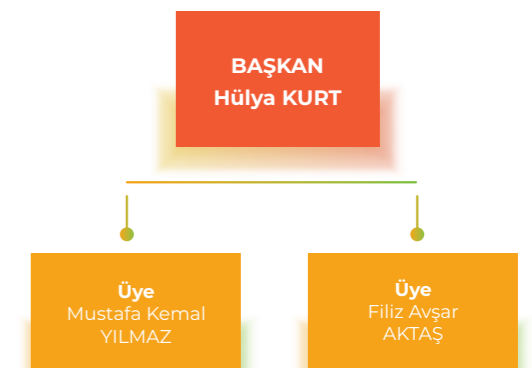 BAŞKAN
Hülya KURT
Üye
Mustafa Kemal
YILMAZ
Üye
Filiz Avşar
AKTAŞ